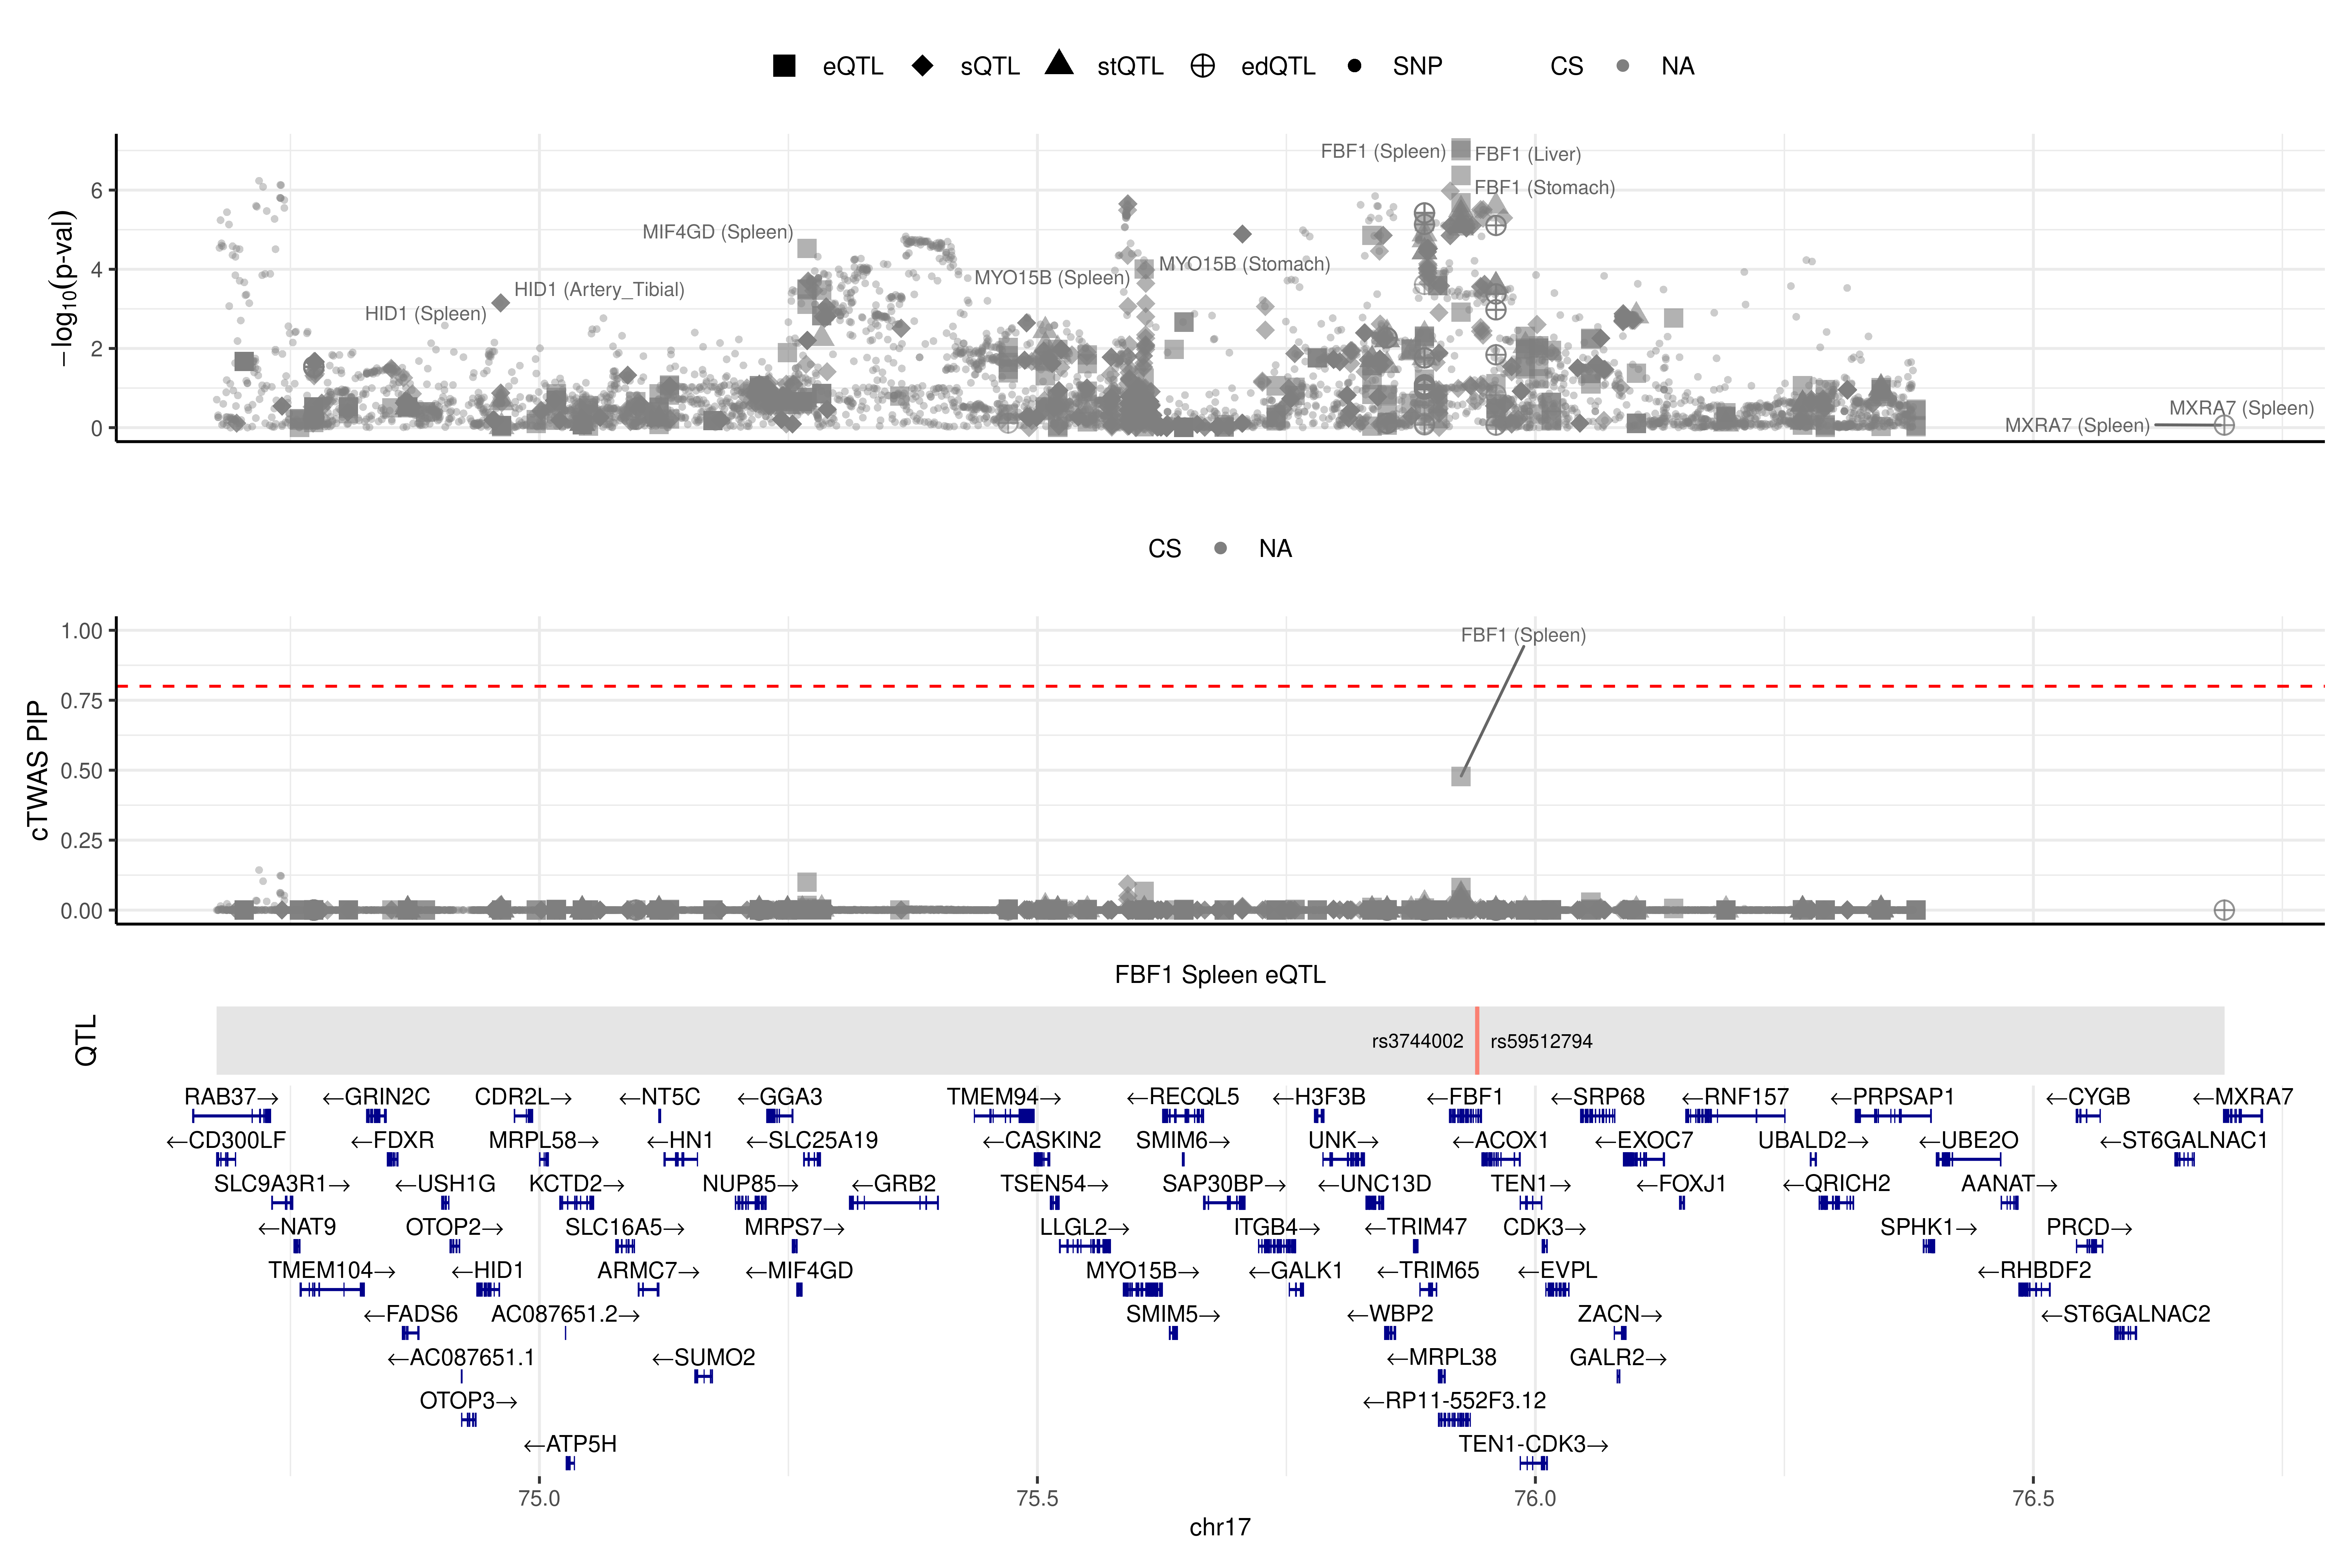 eQTL sQTL stQTL edQTL SNP CS NA
FBF1 (Spleen) FBF1 (Liver)
6 FBF1 (Stomach)
MIF4GD (Spleen)
4 MYO15B (Spleen) MYO15B (Stomach)
HID1 (Spleen) HID1 (Artery_Tibial)
2
MXRA7 (Spleen)
0 MXRA7 (Spleen)
−log10(p-val)
CS NA
1.00 FBF1 (Spleen)
0.75
0.50
0.25
0.00
cTWAS PIP
FBF1 Spleen eQTL
QTL
rs3744002 rs59512794
RAB37→ ←GRIN2C CDR2L→ ←NT5C ←GGA3 TMEM94→ ←RECQL5 ←H3F3B ←FBF1 ←SRP68 ←RNF157 ←PRPSAP1 ←CYGB ←MXRA7
←CD300LF ←FDXR MRPL58→ ←HN1 ←SLC25A19 ←CASKIN2 SMIM6→ UNK→ ←ACOX1 ←EXOC7 UBALD2→ ←UBE2O ←ST6GALNAC1
SLC9A3R1→ ←USH1G KCTD2→ NUP85→ ←GRB2 TSEN54→ SAP30BP→ ←UNC13D TEN1→ ←FOXJ1 ←QRICH2 AANAT→
←NAT9 OTOP2→ SLC16A5→ MRPS7→ LLGL2→ ITGB4→ ←TRIM47 CDK3→ SPHK1→ PRCD→
TMEM104→ ←HID1 ARMC7→ ←MIF4GD MYO15B→ ←GALK1 ←TRIM65 ←EVPL ←RHBDF2
←FADS6 AC087651.2→ SMIM5→ ←WBP2 ZACN→ ←ST6GALNAC2
←AC087651.1 ←SUMO2 ←MRPL38 GALR2→
OTOP3→ ←RP11-552F3.12
←ATP5H TEN1-CDK3→
75.0 75.5 76.0 76.5
chr17